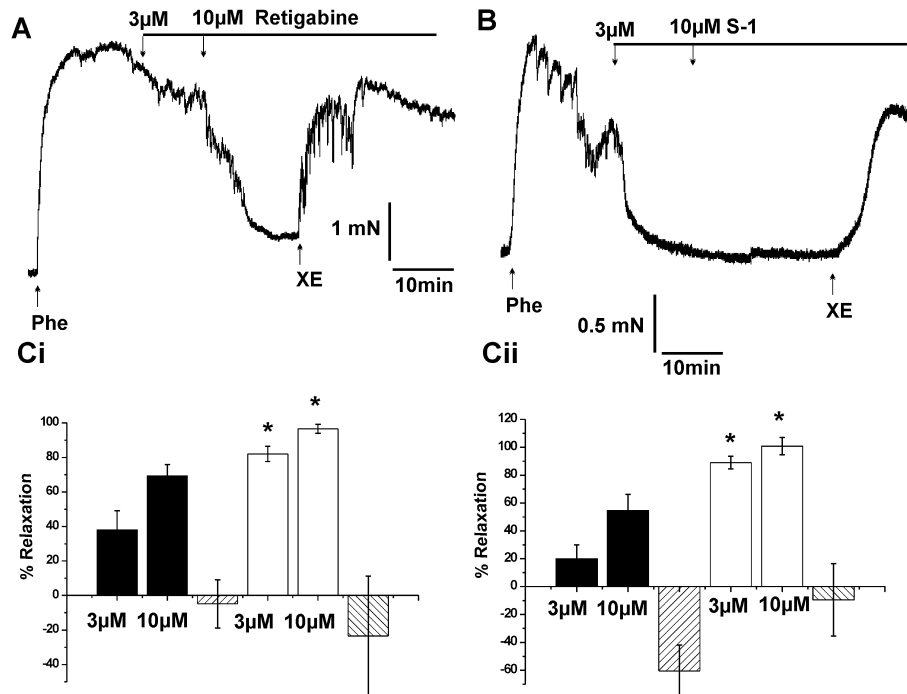 A
3µM
10µM Retigabine
1 mN
10min
XE
Phe
B
3µM
10µM S-1
Phe
XE
0.5 mN
10min
Ci
% Relaxation
100
80
60
40
20
0
-20
-40
3µM
10µM
3µM
10µM
*
*
Cii
% Relaxation
120
100
80
60
40
20
0
-20
-40
-60
3µM
10µM
3µM
10µM
*
*